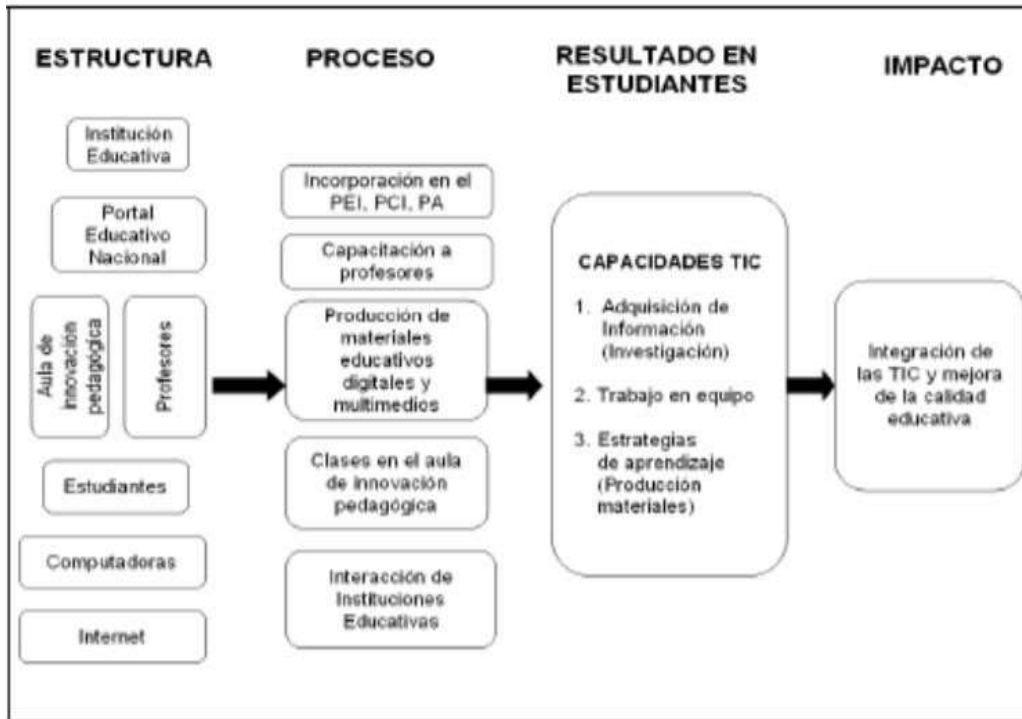 ESTRUCTURA
Institución
Educativa
Portal
Educativo
Nacional
Aula de
innovación
pedagógica
Profesores
Estudiantes
Computadoras
Internet
PROCESO
Incorporación en el
PEI, PCI, PA
Capacitación a
profesores
Producción de
materiales
educativos
digitales y
multimedios
Clases en el aula
de innovación
pedagógica
Interacción de
Instituciones
Educativas
RESULTADO EN
ESTUDIANTES
CAPACIDADES TIC
1. Adquisición de
Información
(Investigación)
2. Trabajo en equipo
3. Estrategias
de aprendizaje
(Producción
materiales)
IMPACTO
Integración de
las TIC y mejora
de la calidad
educativa